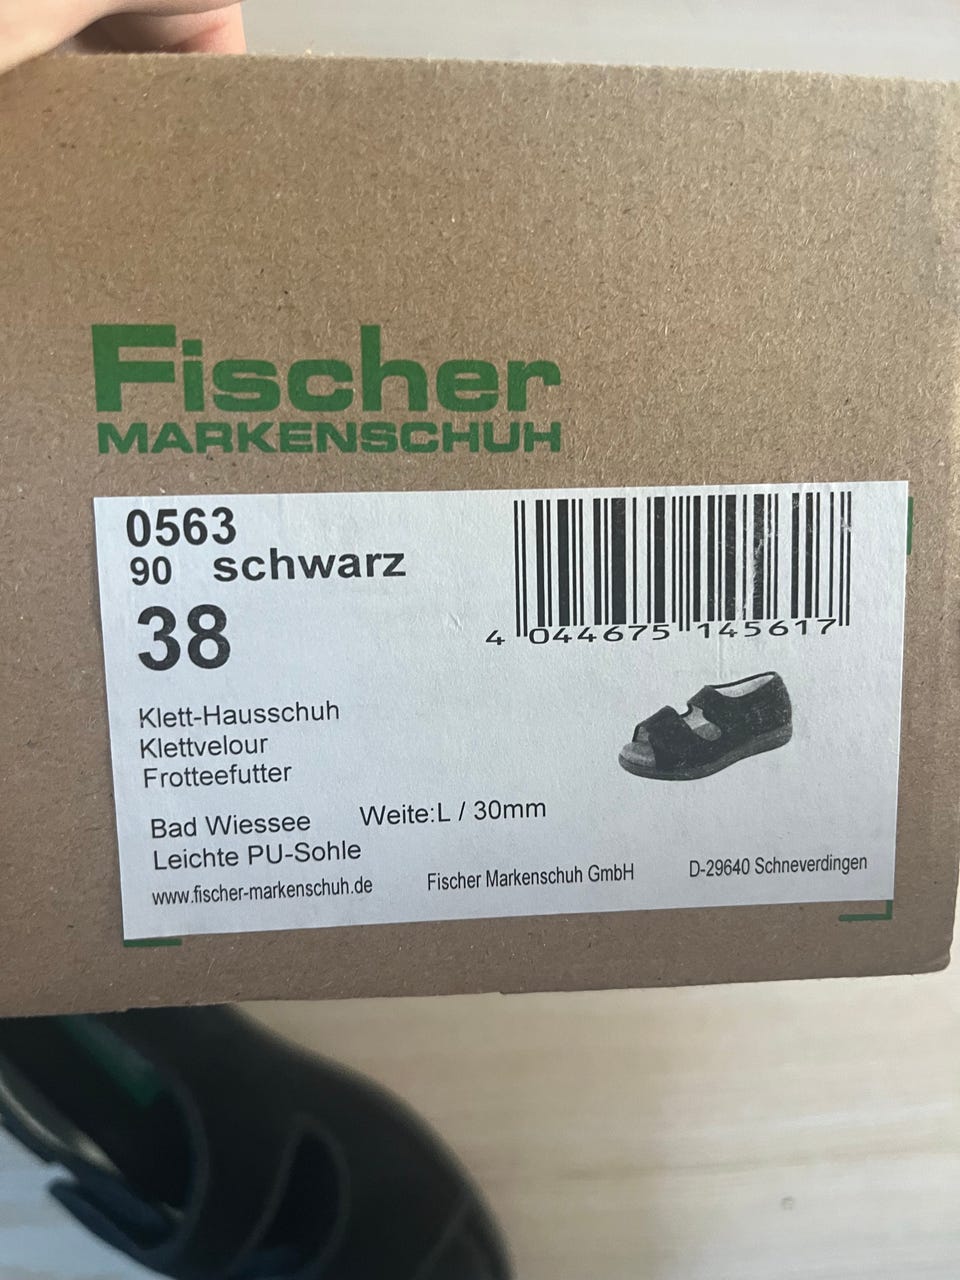 Fischer
MARKENSCHUH
0563
90 schwarz
38
4 044675 145617
Klett-Hausschuh
Klettvelour
Frotteefutter
Bad Wiessee Weite:L / 30mm
Leichte PU-Sohle
www.fischer-markenschuh.de Fischer Markenschuh GmbH D-29640 Schneverdingen